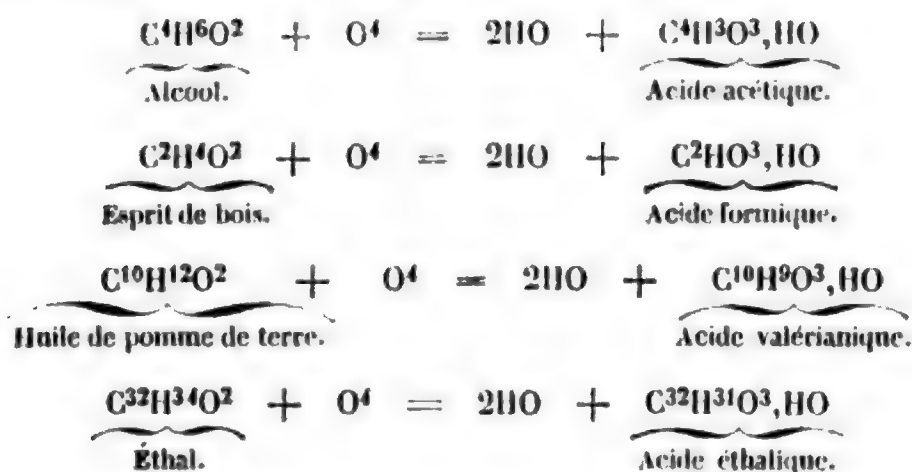 C⁴H⁶O² + O⁴ = 2HO + C⁴H³O³,HO
Alcool. Acide acétique.
C²H⁴O² + O⁴ = 2HO + C²HO³,HO
Esprit de bois. Acide formique.
C¹⁰H¹²O² + O⁴ = 2HO + C¹⁰H⁹O³,HO
Huile de pomme de terre. Acide valérianique.
C³²H³⁴O² + O⁴ = 2HO + C³²H³¹O³,HO
Éthal. Acide éthalique.